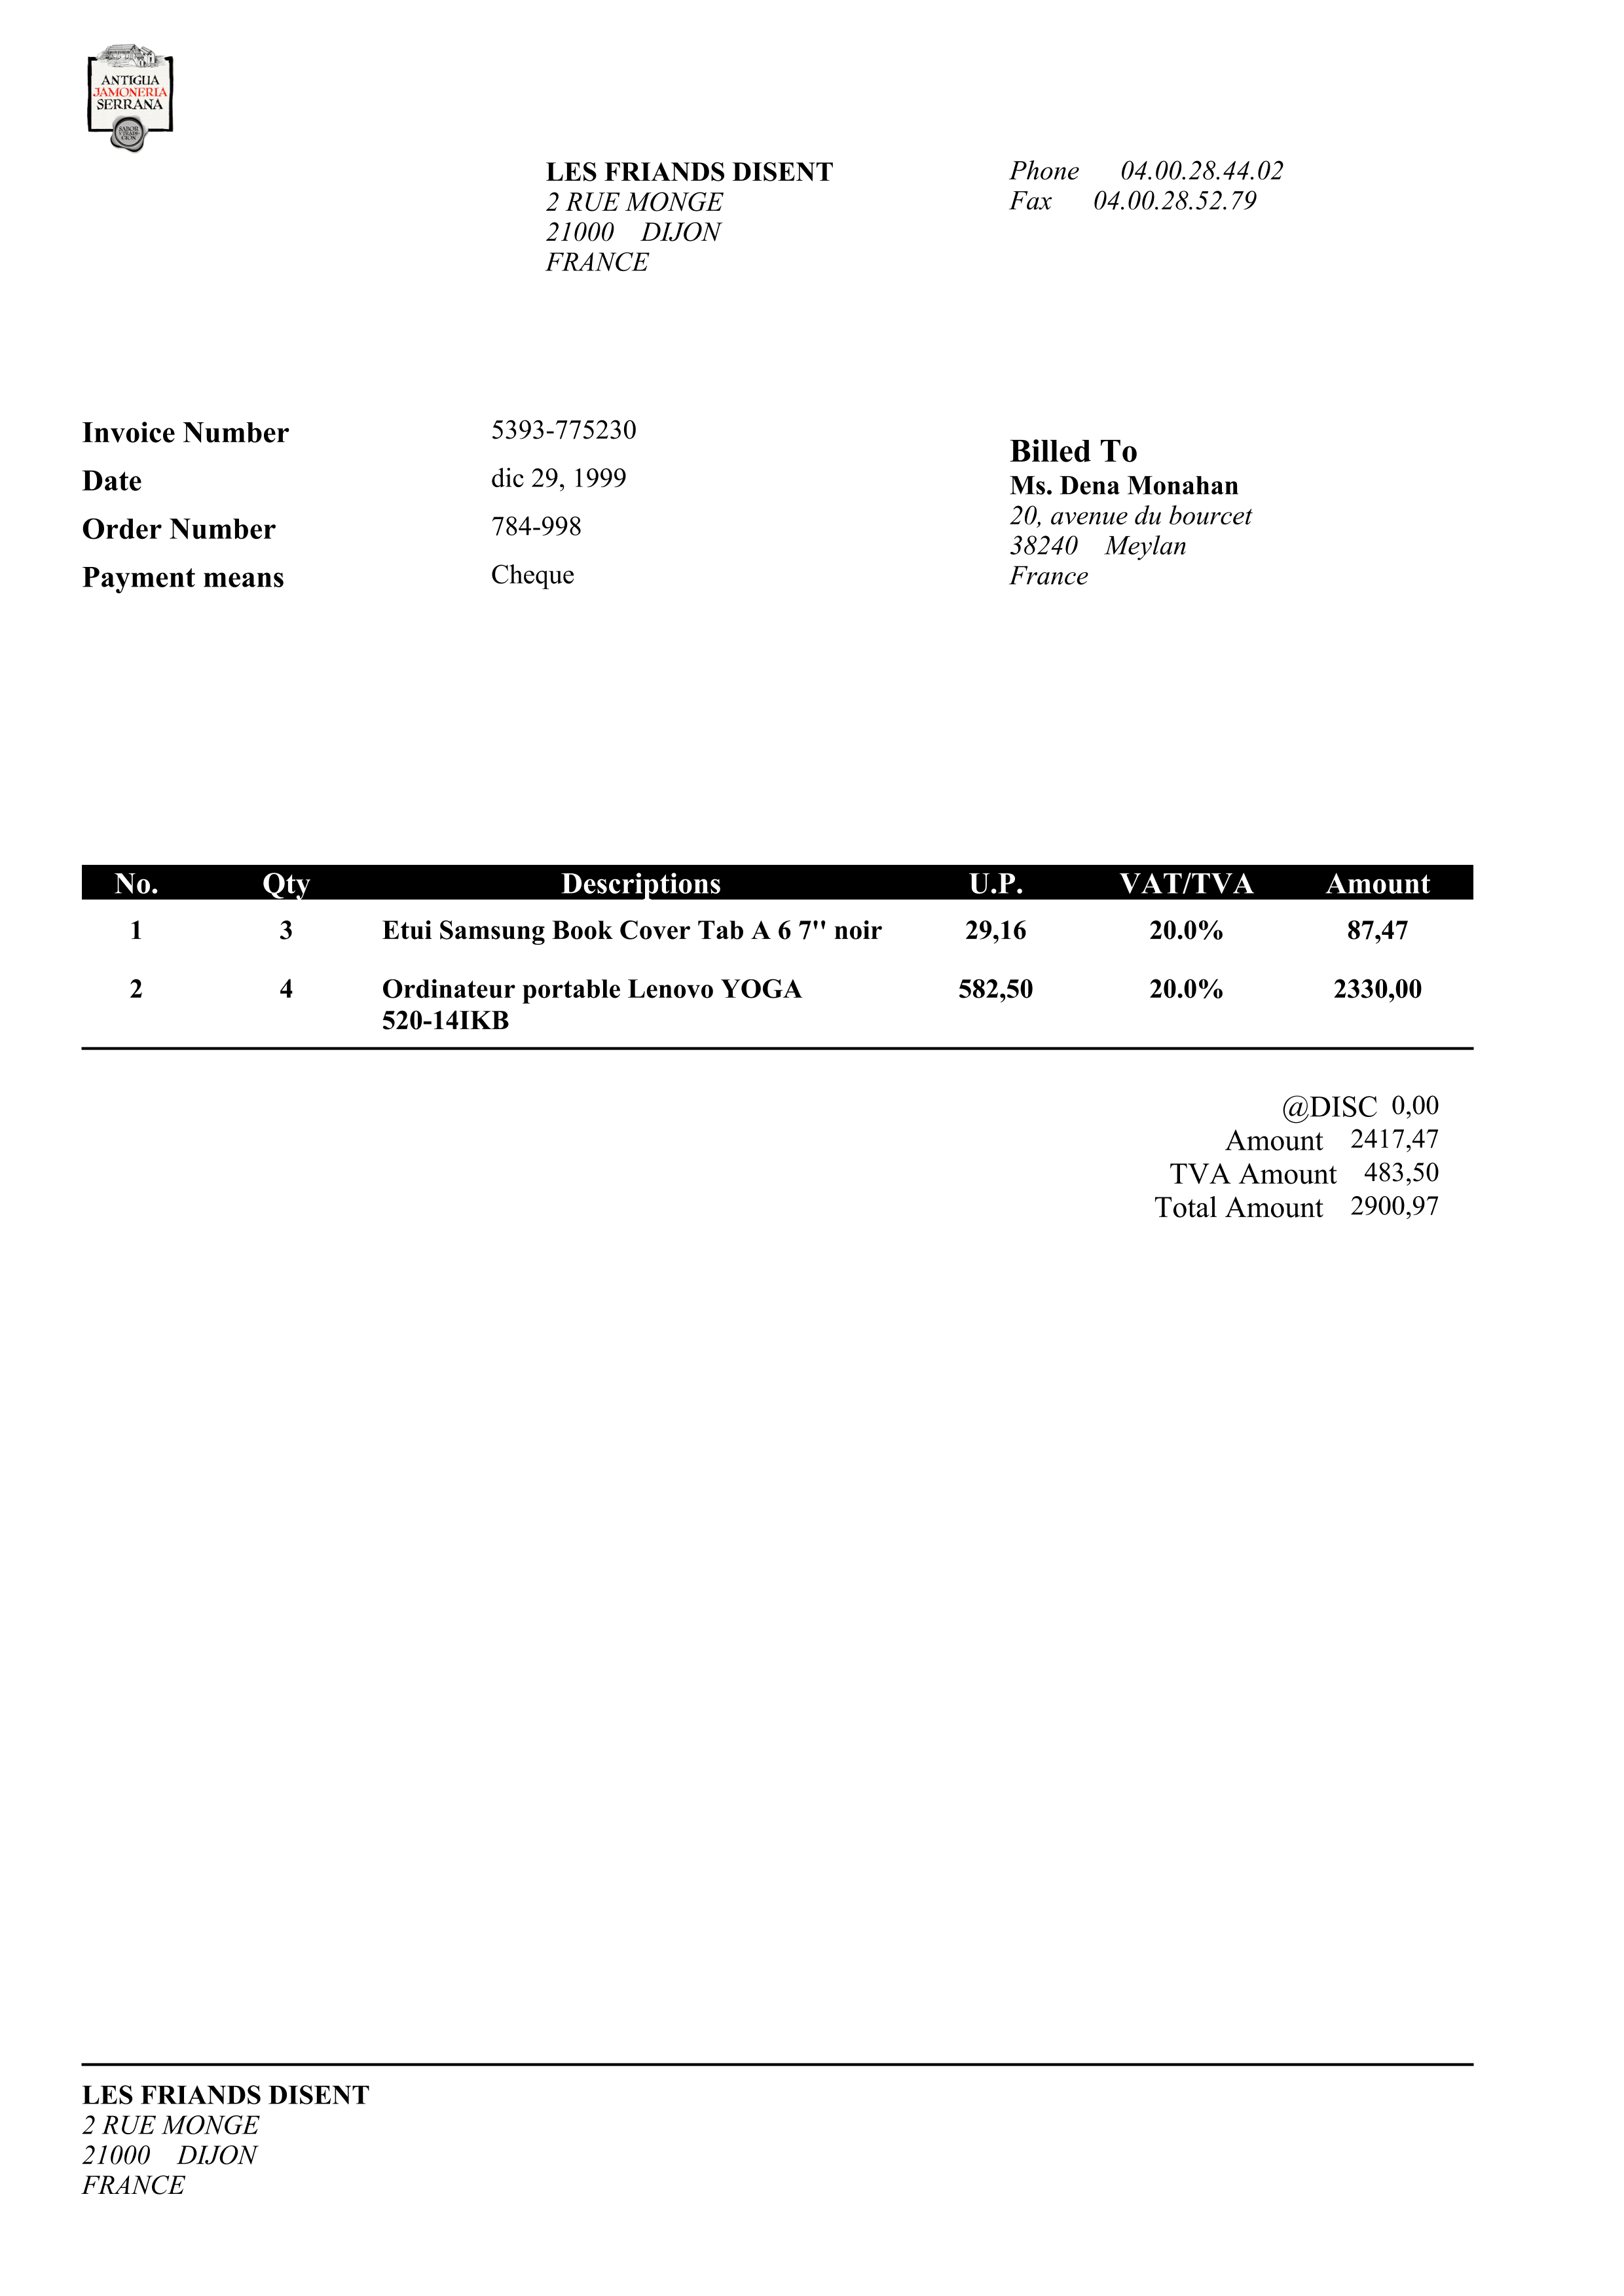 ANTIGUA
JAMONERIA
SERRANA
SABOR
Y TRADI-
CION
LES FRIANDS DISENT
2 RUE MONGE
21000 DIJON
FRANCE
Phone 04.00.28.44.02
Fax 04.00.28.52.79
Invoice Number 5393-775230
Date dic 29, 1999
Order Number 784-998
Payment means Cheque
Billed To
Ms. Dena Monahan
20, avenue du bourcet
38240 Meylan
France
No. Qty Descriptions U.P. VAT/TVA Amount
1 3 Etui Samsung Book Cover Tab A 6 7'' noir 29,16 20.0% 87,47
2 4 Ordinateur portable Lenovo YOGA 582,50 20.0% 2330,00
520-14IKB
@DISC 0,00
Amount 2417,47
TVA Amount 483,50
Total Amount 2900,97
LES FRIANDS DISENT
2 RUE MONGE
21000 DIJON
FRANCE